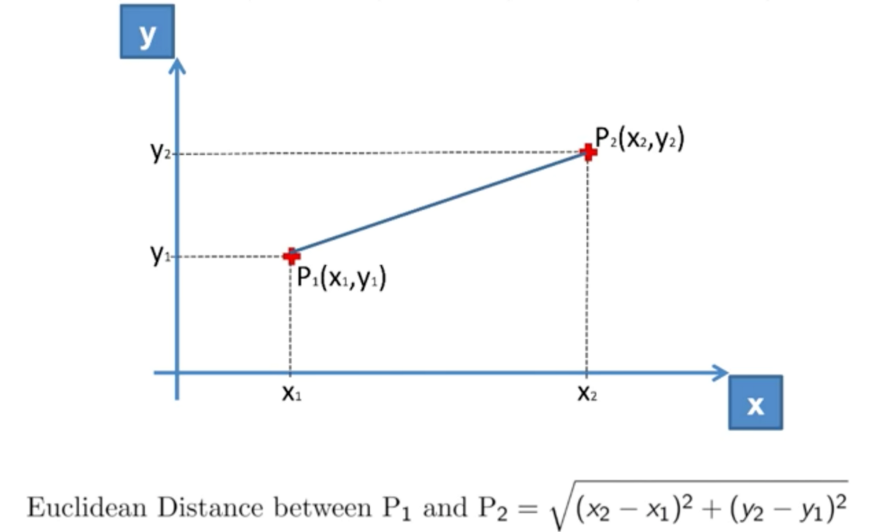 y
y₂
P₂(x₂,y₂)
y₁
P₁(x₁,y₁)
x₁
x₂
x
Euclidean Distance between P₁ and P₂ = √((x₂ − x₁)² + (y₂ − y₁)²)